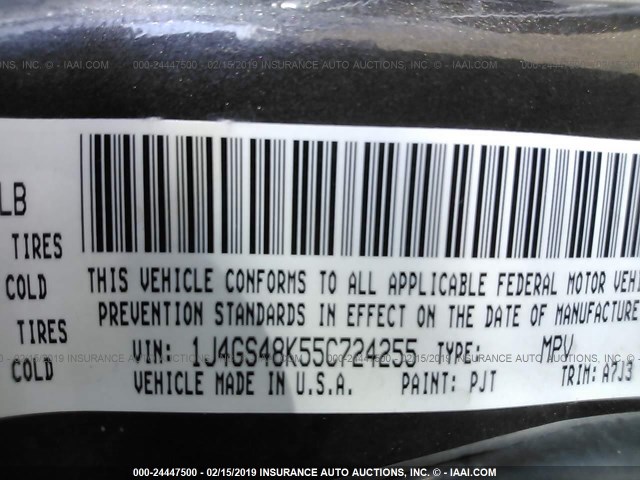 000-24447500 - 02/15/2019 INSURANCE AUTO AUCTIONS, INC. - IAAI.COM
LB
TIRES
COLD
TIRES
COLD
THIS VEHICLE CONFORMS TO ALL APPLICABLE FEDERAL MOTOR VEHI
PREVENTION STANDARDS IN EFFECT ON THE DATE OF MANUFACTURE
VIN: 1J4GS48K55C724255 TYPE: MPV
VEHICLE MADE IN U.S.A. PAINT: PJT TRIM: A7J3
000-24447500 - 02/15/2019 INSURANCE AUTO AUCTIONS, INC. - IAAI.COM